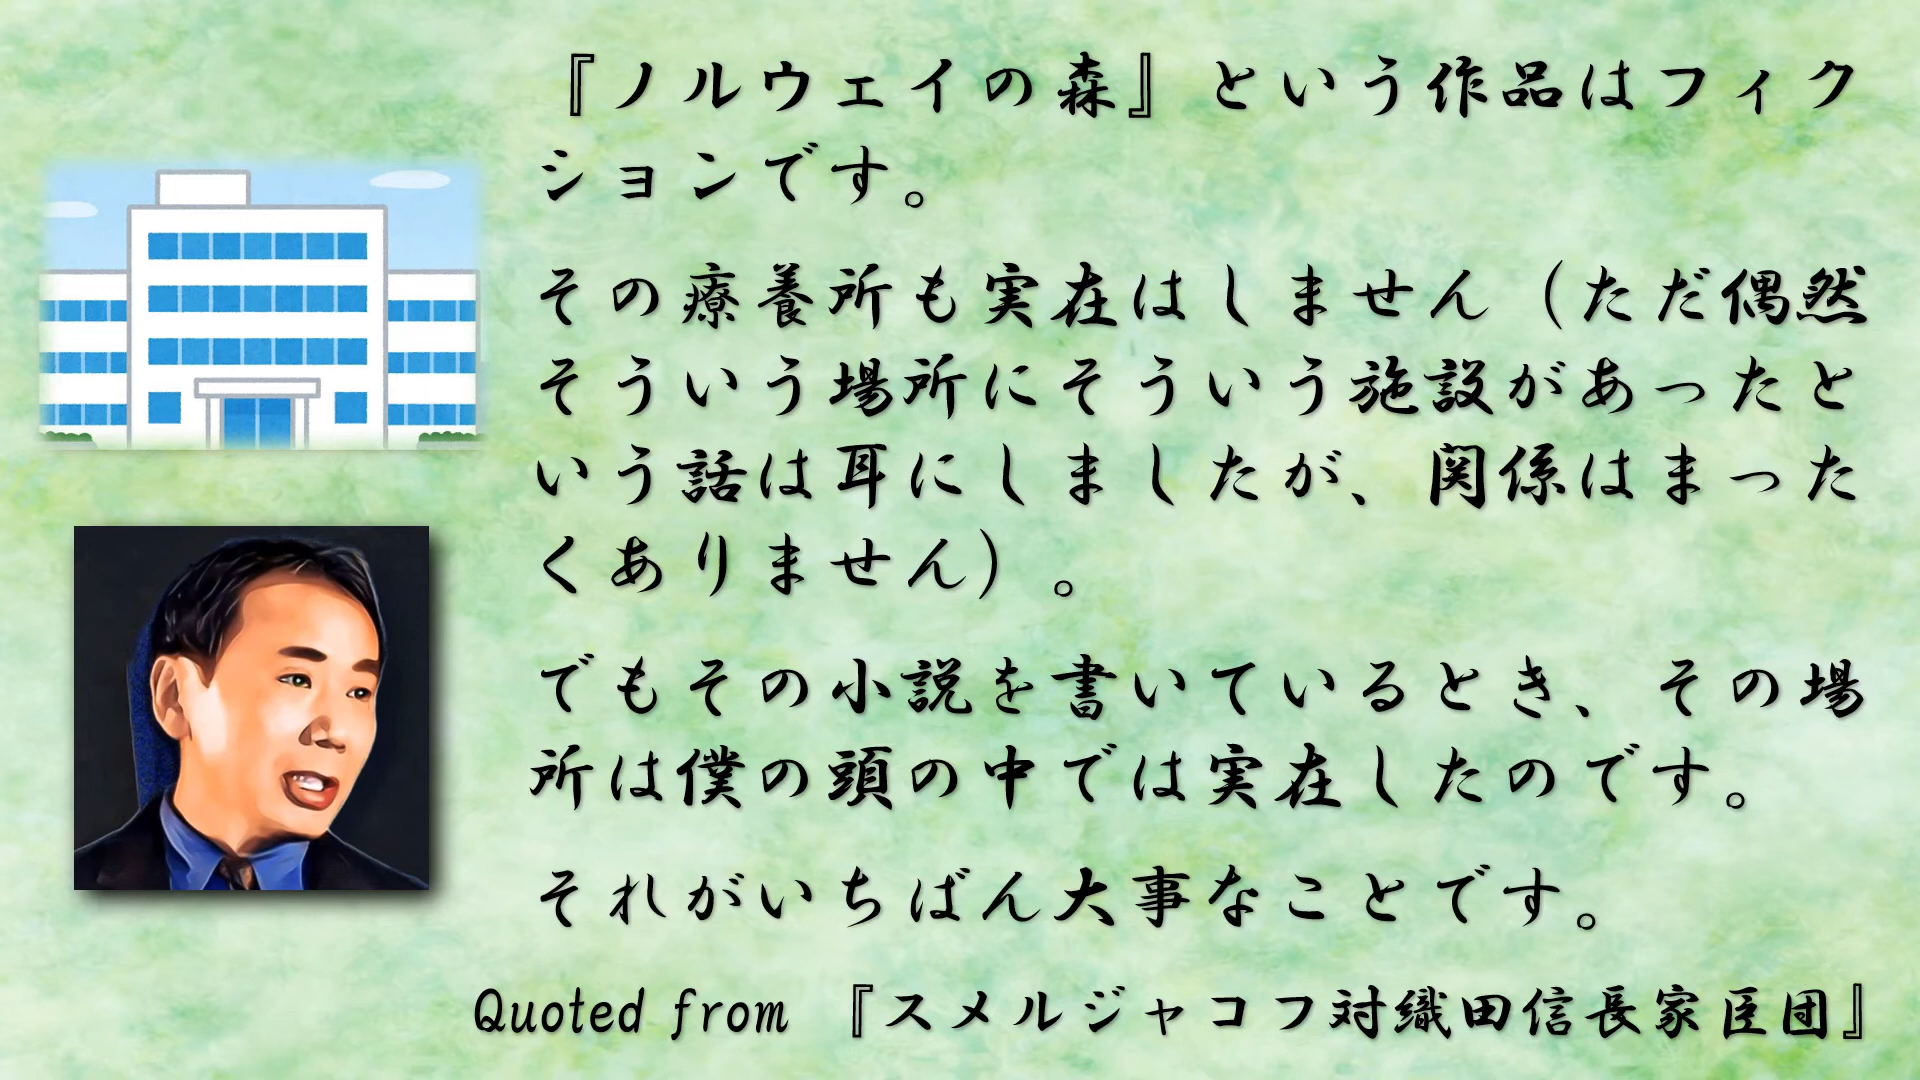 『ノルウェイの森』という作品はフィク
ションです。
その療養所も実在はしません（ただ偶然
そういう場所にそういう施設があったと
いう話は耳にしましたが、関係はまった
くありません）。
でもその小説を書いているとき、その場
所は僕の頭の中では実在したのです。
それがいちばん大事なことです。
Quoted from 『スメルジャコフ対織田信長家臣団』